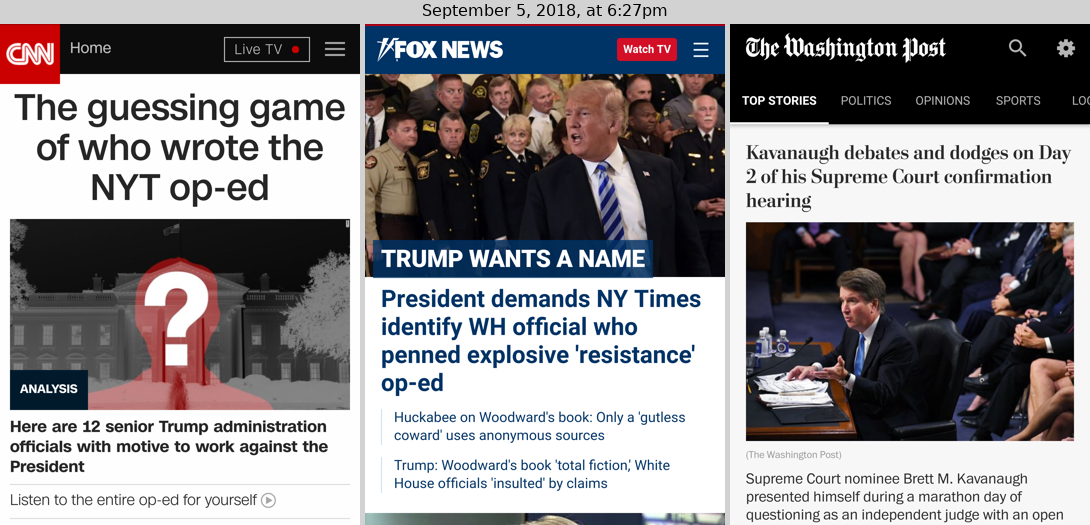 September 5, 2018, at 6:27pm
CNN
Home
Live TV
The guessing game
of who wrote the
NYT op-ed
?
ANALYSIS
Here are 12 senior Trump administration
officials with motive to work against the
President
Listen to the entire op-ed for yourself
FOX NEWS
Watch TV
TRUMP WANTS A NAME
President demands NY Times
identify WH official who
penned explosive 'resistance'
op-ed
Huckabee on Woodward's book: Only a 'gutless
coward' uses anonymous sources
Trump: Woodward's book 'total fiction,' White
House officials 'insulted' by claims
The Washington Post
TOP STORIES
POLITICS
OPINIONS
SPORTS
LOC
Kavanaugh debates and dodges on Day
2 of his Supreme Court confirmation
hearing
(The Washington Post)
Supreme Court nominee Brett M. Kavanaugh
presented himself during a marathon day of
questioning as an independent judge with an open